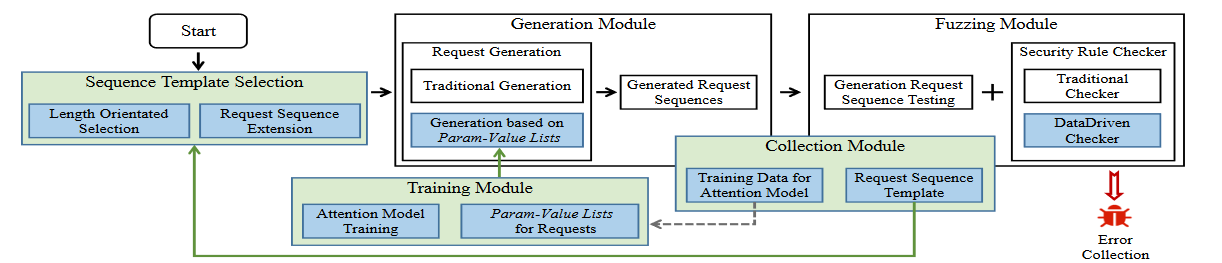 Start
Sequence Template Selection
Length Orientated
Selection
Request Sequence
Extension
Generation Module
Request Generation
Traditional Generation
Generation based on
Param-Value Lists
Generated Request
Sequences
Fuzzing Module
Generation Request
Sequence Testing
+
Security Rule Checker
Traditional
Checker
DataDriven
Checker
Collection Module
Training Data for
Attention Model
Request Sequence
Template
Training Module
Attention Model
Training
Param-Value Lists
for Requests
Error
Collection